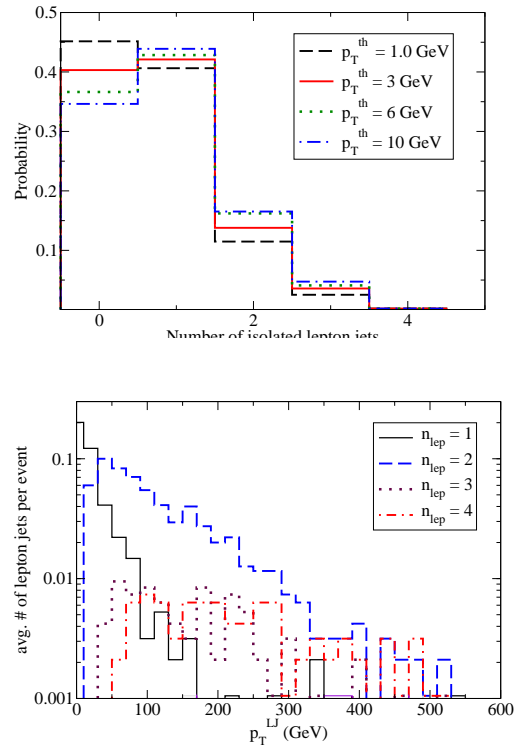 0.5
0.4
0.3
0.2
0.1
Probability
p_T^th = 1.0 GeV
p_T^th = 3 GeV
p_T^th = 6 GeV
p_T^th = 10 GeV
0 2 4
Number of isolated lepton jets
0.1
0.01
0.001
avg. # of lepton jets per event
n_lep = 1
n_lep = 2
n_lep = 3
n_lep = 4
0 100 200 300 400 500 600
p_T^LJ (GeV)